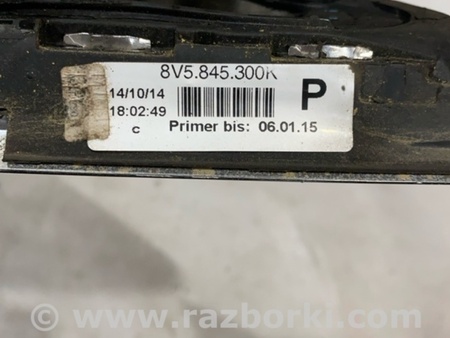 8V5.845.300K
14/10/14
18:02:49
P
c
Primer bis: 06.01.15
© www.razborki.com